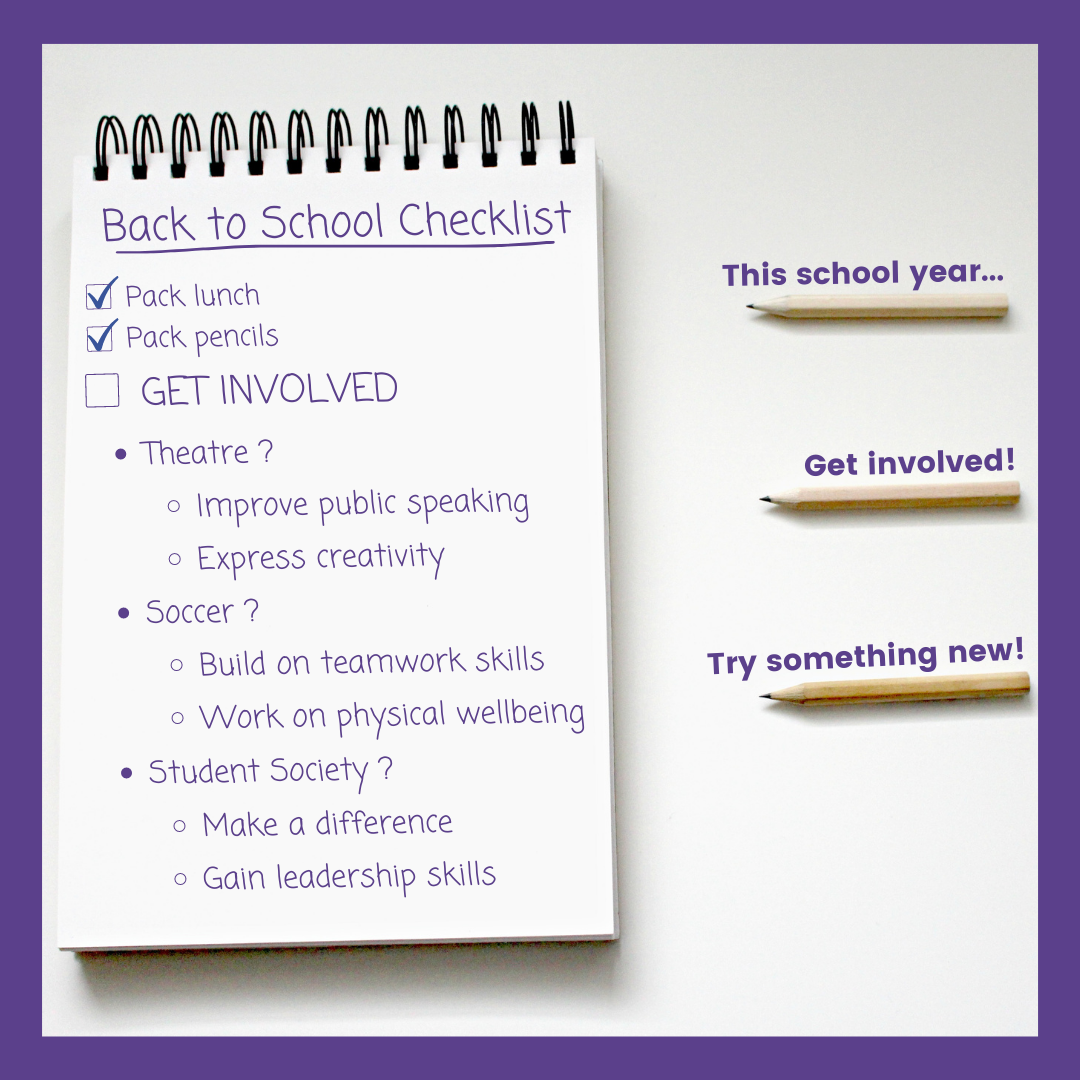 Back to School Checklist
Pack lunch
Pack pencils
GET INVOLVED
Theatre ?
Improve public speaking
Express creativity
Soccer ?
Build on teamwork skills
Work on physical wellbeing
Student Society ?
Make a difference
Gain leadership skills
This school year...
Get involved!
Try something new!